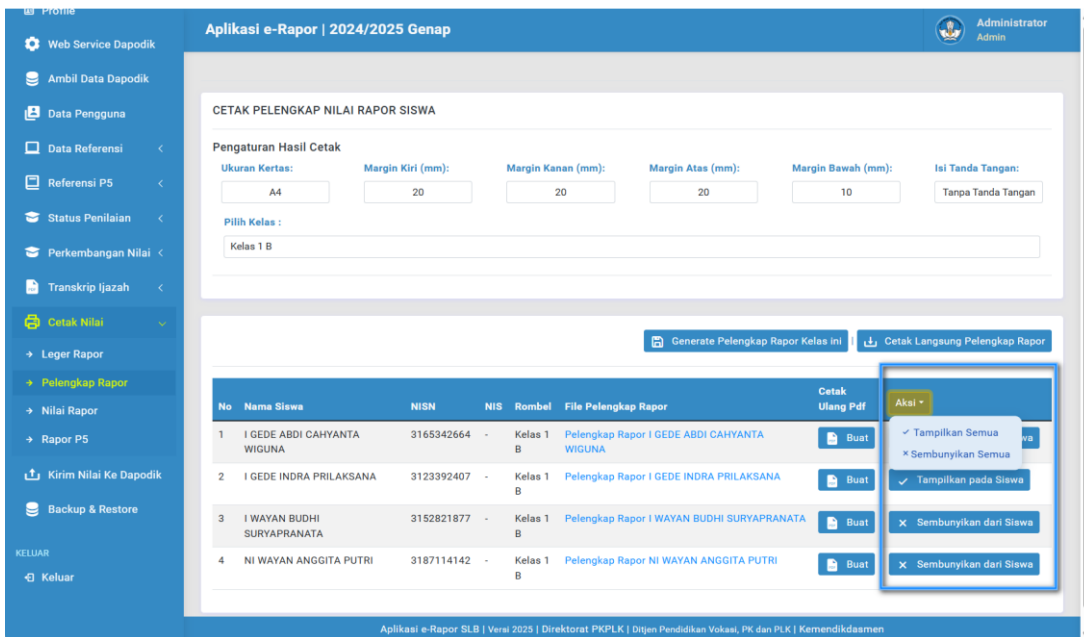 Profile
Web Service Dapodik
Ambil Data Dapodik
Data Pengguna
Data Referensi
Referensi P5
Status Penilaian
Perkembangan Nilai
Transkrip Ijazah
Cetak Nilai
Leger Rapor
Pelengkap Rapor
Nilai Rapor
Rapor P5
Kirim Nilai Ke Dapodik
Backup & Restore
KELUAR
Keluar
Aplikasi e-Rapor | 2024/2025 Genap
Administrator
Admin
CETAK PELENGKAP NILAI RAPOR SISWA
Pengaturan Hasil Cetak
Ukuran Kertas: Margin Kiri (mm): Margin Kanan (mm): Margin Atas (mm): Margin Bawah (mm): Isi Tanda Tangan:
A4 20 20 20 10 Tanpa Tanda Tangan
Pilih Kelas :
Kelas 1 B
Generate Pelengkap Rapor Kelas ini | Cetak Langsung Pelengkap Rapor
No Nama Siswa NISN NIS Rombel File Pelengkap Rapor Cetak Ulang Pdf Aksi
Tampilkan Semua
Sembunyikan Semua
1 I GEDE ABDI CAHYANTA WIGUNA 3165342664 - Kelas 1 B Pelengkap Rapor I GEDE ABDI CAHYANTA WIGUNA Buat
2 I GEDE INDRA PRILAKSANA 3123392407 - Kelas 1 B Pelengkap Rapor I GEDE INDRA PRILAKSANA Buat Tampilkan pada Siswa
3 I WAYAN BUDHI SURYAPRANATA 3152821877 - Kelas 1 B Pelengkap Rapor I WAYAN BUDHI SURYAPRANATA Buat Sembunyikan dari Siswa
4 NI WAYAN ANGGITA PUTRI 3187114142 - Kelas 1 B Pelengkap Rapor NI WAYAN ANGGITA PUTRI Buat Sembunyikan dari Siswa
Aplikasi e-Rapor SLB | Versi 2025 | Direktorat PKPLK | Ditjen Pendidikan Vokasi, PK dan PLK | Kemendikdasmen